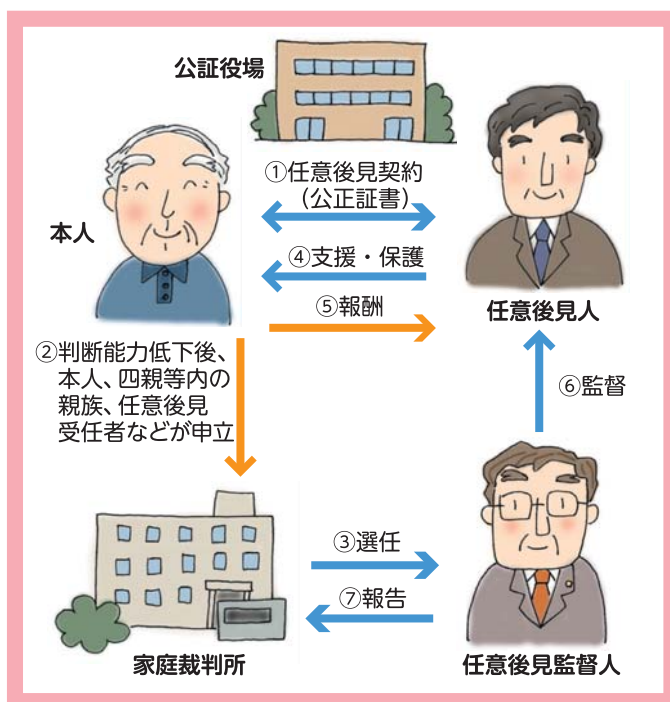 公証役場
①任意後見契約
（公正証書）
本人
④支援・保護
⑤報酬
任意後見人
②判断能力低下後、
本人、四親等内の
親族、任意後見
受任者などが申立
⑥監督
③選任
⑦報告
家庭裁判所
任意後見監督人